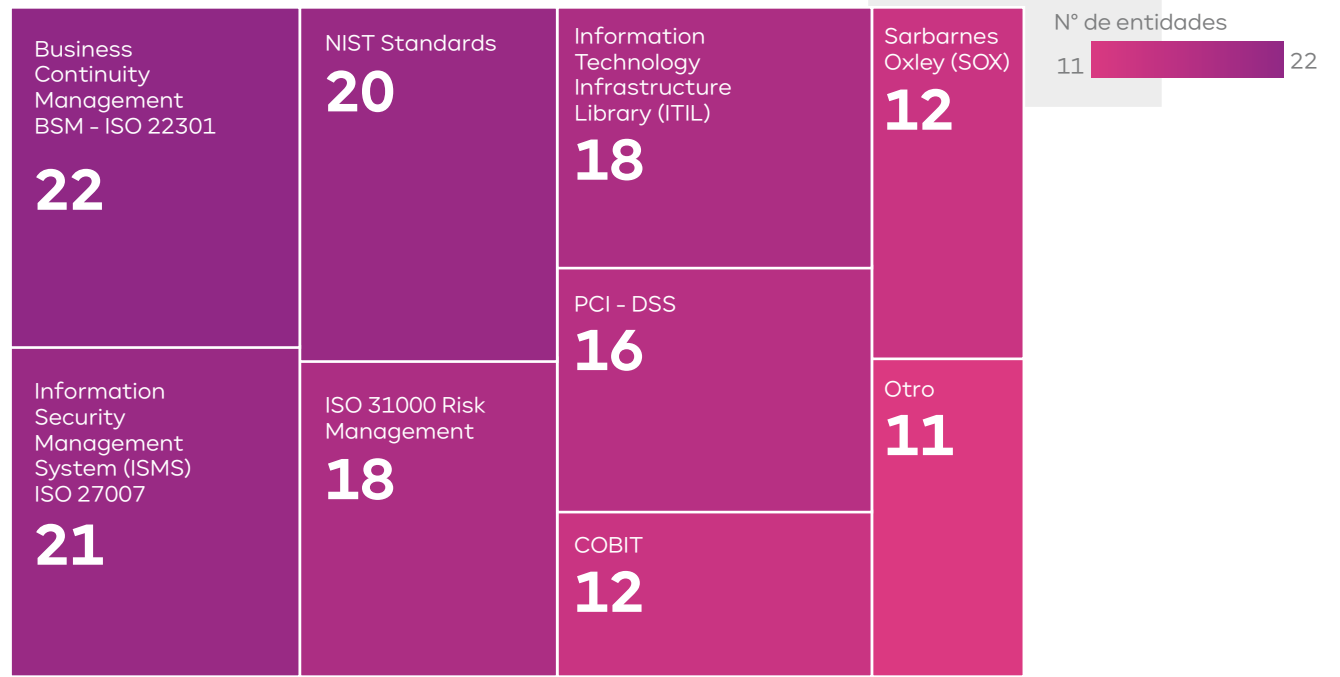 Business
Continuity
Management
BSM - ISO 22301
22
Information
Security
Management
System (ISMS)
ISO 27007
21
NIST Standards
20
ISO 31000 Risk
Management
18
Information
Technology
Infrastructure
Library (ITIL)
18
PCI - DSS
16
COBIT
12
Sarbarnes
Oxley (SOX)
12
Otro
11
N° de entidades
11 22